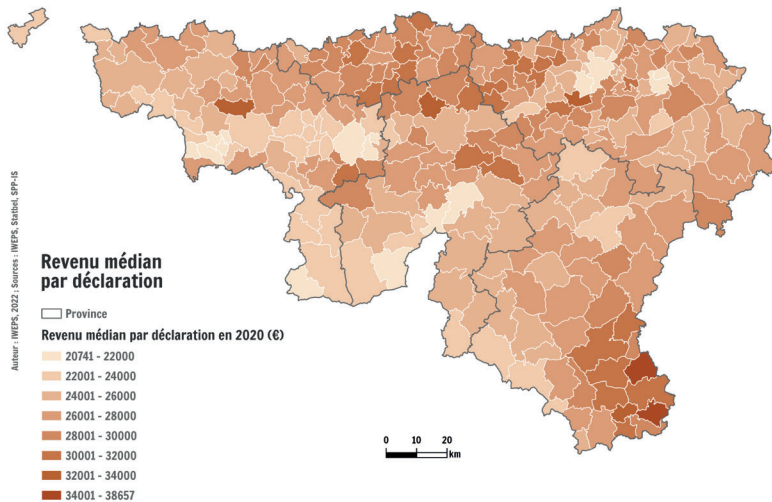 Auteur : IWEPS, 2022 ; Sources : IWEPS, Statbel, SPP-IS
Revenu médian
par déclaration
Province
Revenu médian par déclaration en 2020 (€)
20741 - 22000
22001 - 24000
24001 - 26000
26001 - 28000
28001 - 30000
30001 - 32000
32001 - 34000
34001 - 38657
0 10 20
km